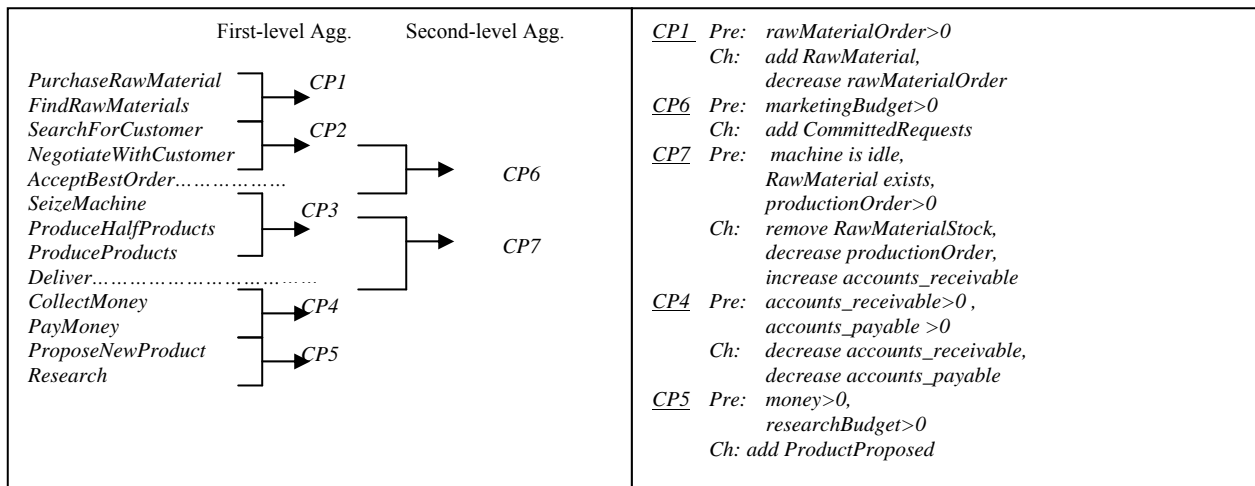 First-level Agg. Second-level Agg.
PurchaseRawMaterial
CP1
FindRawMaterials
SearchForCustomer
CP2
NegotiateWithCustomer
AcceptBestOrder………………
CP6
SeizeMachine
CP3
ProduceHalfProducts
CP7
ProduceProducts
Deliver……………………………
CollectMoney
CP4
PayMoney
ProposeNewProduct
CP5
Research
CP1 Pre: rawMaterialOrder>0
Ch: add RawMaterial,
decrease rawMaterialOrder
CP6 Pre: marketingBudget>0
Ch: add CommittedRequests
CP7 Pre: machine is idle,
RawMaterial exists,
productionOrder>0
Ch: remove RawMaterialStock,
decrease productionOrder,
increase accounts_receivable
CP4 Pre: accounts_receivable>0 ,
accounts_payable >0
Ch: decrease accounts_receivable,
decrease accounts_payable
CP5 Pre: money>0,
researchBudget>0
Ch: add ProductProposed